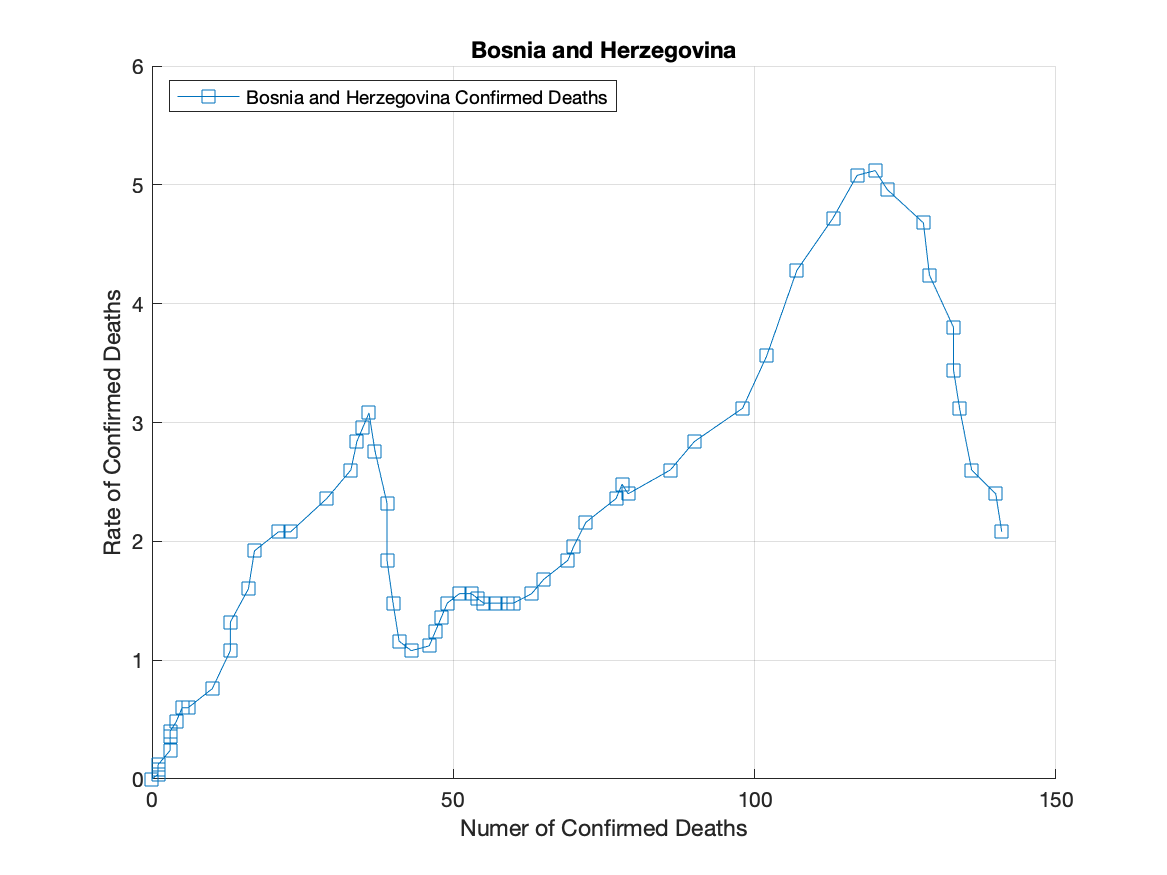 Bosnia and Herzegovina
Bosnia and Herzegovina Confirmed Deaths
Rate of Confirmed Deaths
6
5
4
3
2
1
0
0 50 100 150
Numer of Confirmed Deaths